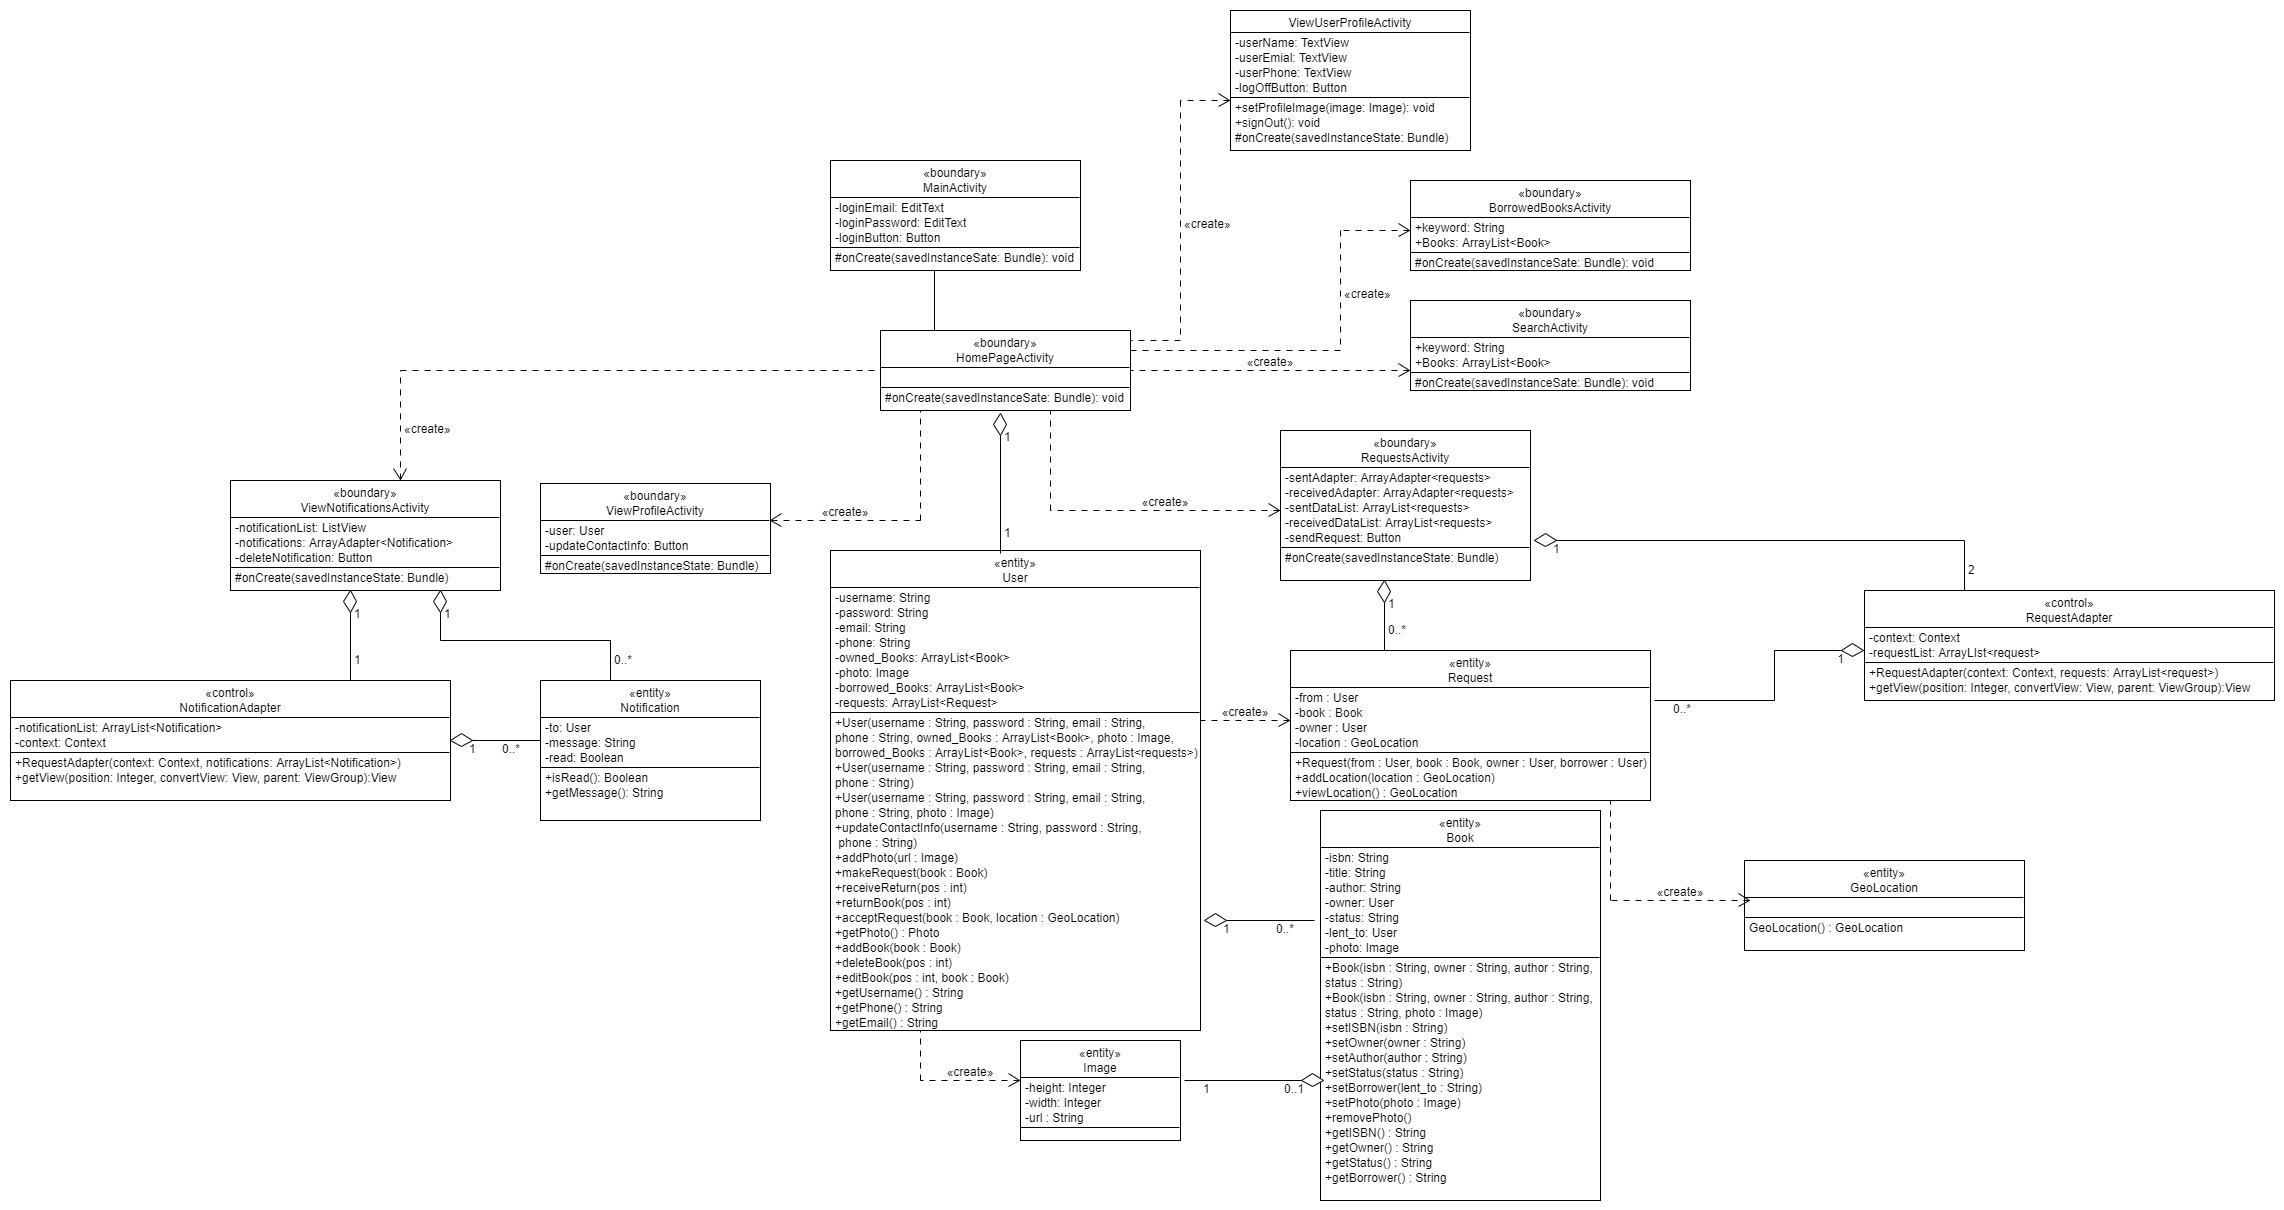 ViewUserProfileActivity
-userName: TextView
-userEmial: TextView
-userPhone: TextView
-logOffButton: Button
+setProfileImage(image: Image): void
+signOut(): void
#onCreate(savedInstanceState: Bundle)
«create»
«boundary»
MainActivity
-loginEmail: EditText
-loginPassword: EditText
-loginButton: Button
#onCreate(savedInstanceSate: Bundle): void
«boundary»
BorrowedBooksActivity
+keyword: String
+Books: ArrayList<Book>
#onCreate(savedInstanceSate: Bundle): void
«create»
«boundary»
SearchActivity
+keyword: String
+Books: ArrayList<Book>
#onCreate(savedInstanceSate: Bundle): void
«create»
«boundary»
HomePageActivity
#onCreate(savedInstanceSate: Bundle): void
«create»
1
1
«create»
«create»
«boundary»
ViewNotificationsActivity
-notificationList: ListView
-notifications: ArrayAdapter<Notification>
-deleteNotification: Button
#onCreate(savedInstanceState: Bundle)
1
1
1
0..*
«boundary»
ViewProfileActivity
-user: User
-updateContactInfo: Button
#onCreate(savedInstanceState: Bundle)
«boundary»
RequestsActivity
-sentAdapter: ArrayAdapter<requests>
-receivedAdapter: ArrayAdapter<requests>
-sentDataList: ArrayList<requests>
-receivedDataList: ArrayList<requests>
-sendRequest: Button
#onCreate(savedInstanceState: Bundle)
1
2
1
0..*
«control»
RequestAdapter
-context: Context
-requestList: ArrayLIst<request>
+RequestAdapter(context: Context, requests: ArrayList<request>)
+getView(position: Integer, convertView: View, parent: ViewGroup):View
1
0..*
«control»
NotificationAdapter
-notificationList: ArrayList<Notification>
-context: Context
+RequestAdapter(context: Context, notifications: ArrayList<Notification>)
+getView(position: Integer, convertView: View, parent: ViewGroup):View
1
0..*
«entity»
Notification
-to: User
-message: String
-read: Boolean
+isRead(): Boolean
+getMessage(): String
«entity»
User
-username: String
-password: String
-email: String
-phone: String
-owned_Books: ArrayList<Book>
-photo: Image
-borrowed_Books: ArrayList<Book>
-requests: ArrayList<Request>
+User(username : String, password : String, email : String,
phone : String, owned_Books : ArrayList<Book>, photo : Image,
borrowed_Books : ArrayList<Book>, requests : ArrayList<requests>)
+User(username : String, password : String, email : String,
phone : String)
+User(username : String, password : String, email : String,
phone : String, photo : Image)
+updateContactInfo(username : String, password : String,
phone : String)
+addPhoto(url : Image)
+makeRequest(book : Book)
+receiveReturn(pos : int)
+returnBook(pos : int)
+acceptRequest(book : Book, location : GeoLocation)
+getPhoto() : Photo
+addBook(book : Book)
+deleteBook(pos : int)
+editBook(pos : int, book : Book)
+getUsername() : String
+getPhone() : String
+getEmail() : String
«create»
«entity»
Request
-from : User
-book : Book
-owner : User
-location : GeoLocation
+Request(from : User, book : Book, owner : User, borrower : User)
+addLocation(location : GeoLocation)
+viewLocation() : GeoLocation
«create»
«entity»
GeoLocation
GeoLocation() : GeoLocation
1
0..*
«entity»
Book
-isbn: String
-title: String
-author: String
-owner: User
-status: String
-lent_to: User
-photo: Image
+Book(isbn : String, owner : String, author : String,
status : String)
+Book(isbn : String, owner : String, author : String,
status : String, photo : Image)
+setISBN(isbn : String)
+setOwner(owner : String)
+setAuthor(author : String)
+setStatus(status : String)
+setBorrower(lent_to : String)
+setPhoto(photo : Image)
+removePhoto()
+getISBN() : String
+getOwner() : String
+getStatus() : String
+getBorrower() : String
«create»
«entity»
Image
-height: Integer
-width: Integer
-url : String
1
0..1